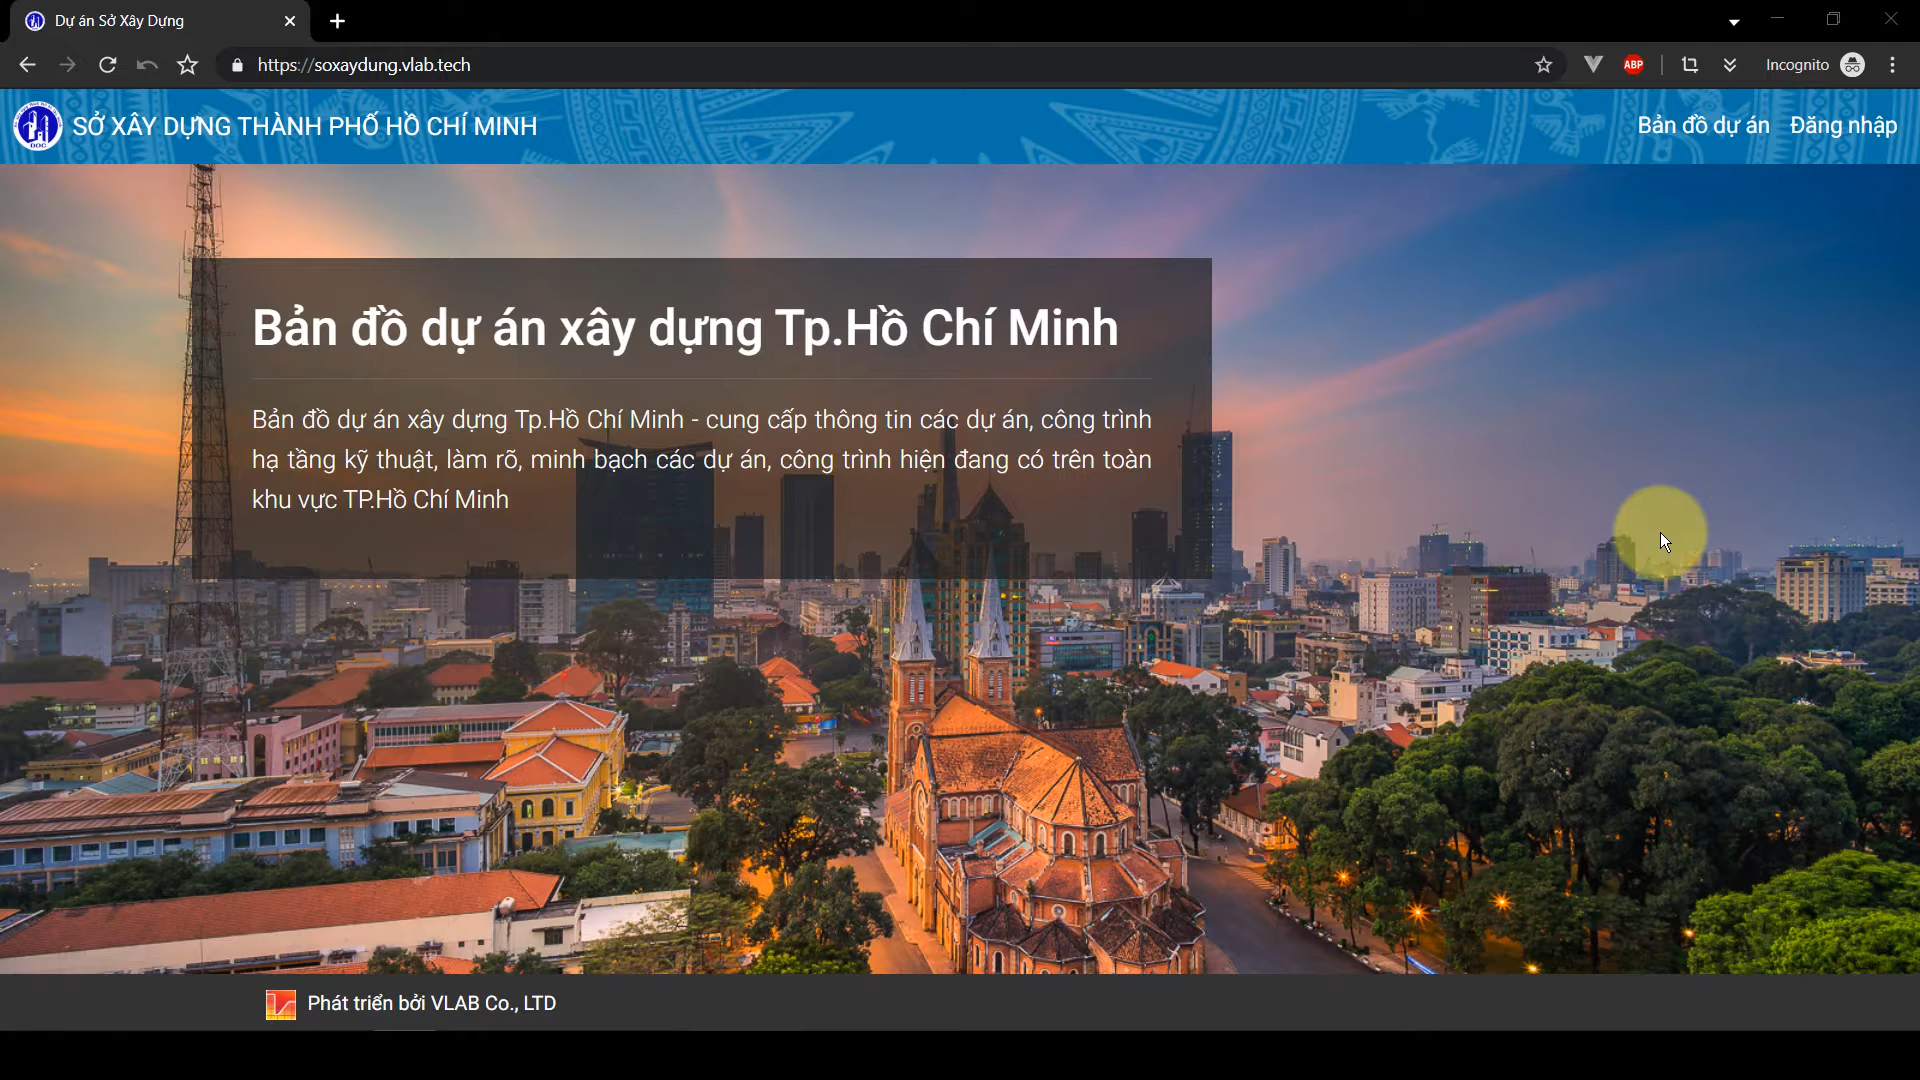 Dự án Sở Xây Dựng
https://soxaydung.vlab.tech
ABP
Incognito
DOC
SỞ XÂY DỰNG THÀNH PHỐ HỒ CHÍ MINH
Bản đồ dự án
Đăng nhập
Bản đồ dự án xây dựng Tp.Hồ Chí Minh
Bản đồ dự án xây dựng Tp.Hồ Chí Minh - cung cấp thông tin các dự án, công trình
hạ tầng kỹ thuật, làm rõ, minh bạch các dự án, công trình hiện đang có trên toàn
khu vực TP.Hồ Chí Minh
Phát triển bởi VLAB Co., LTD